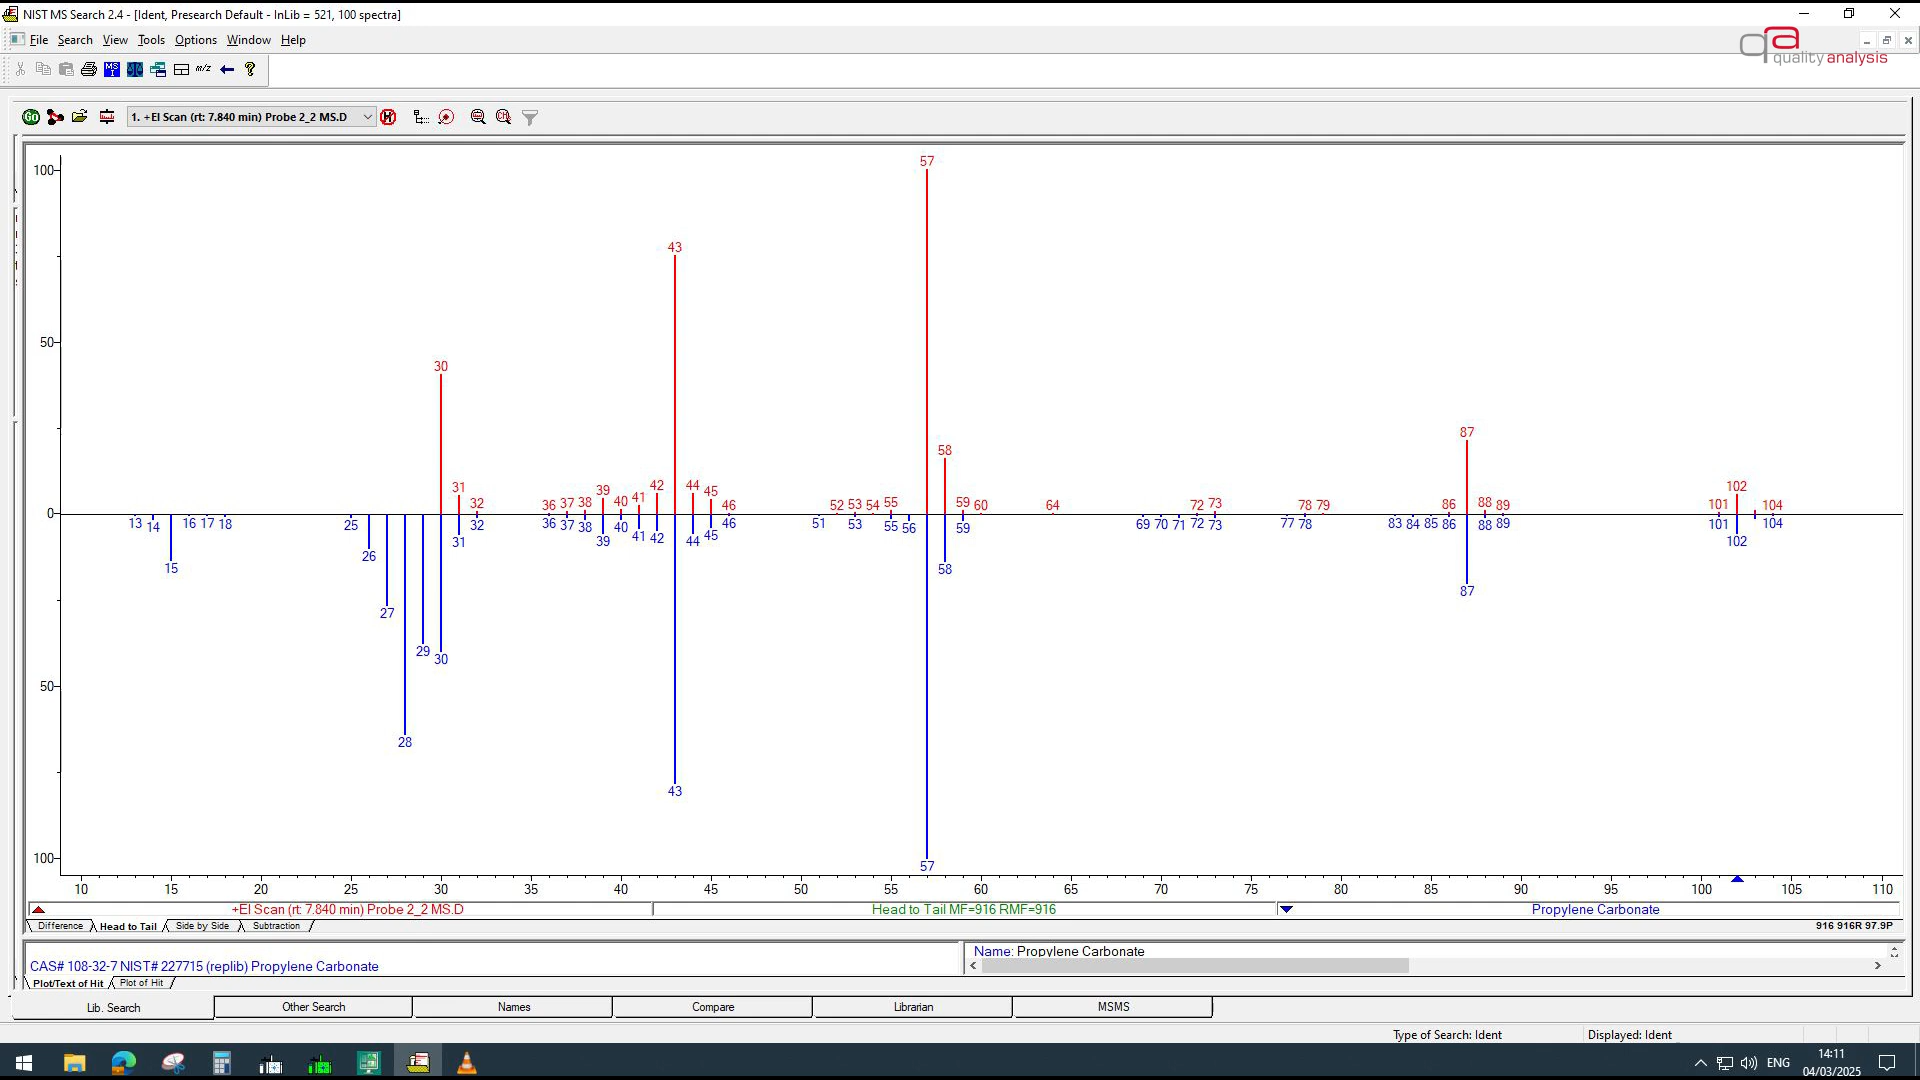 NIST MS Search 2.4 - [Ident, Presearch Default - InLib = 521, 100 spectra]
File Search View Tools Options Window Help
qa
quality analysis
MS m/z ?
GO 1. +EI Scan (rt: 7.840 min) Probe 2_2 MS.D
100
57
43
50
30
58
87
31 32 36 37 38 39 40 41 42 44 45 46 52 53 54 55 59 60 64 72 73 78 79 86 88 89 101 102 104
0
13 14 15 16 17 18 25 26 27 28 29 30 31 32 36 37 38 39 40 41 42 43 44 45 46 51 53 55 56 57 58 59 69 70 71 72 73 77 78 83 84 85 86 87 88 89 101 102 104
50
100
10 15 20 25 30 35 40 45 50 55 60 65 70 75 80 85 90 95 100 105 110
+EI Scan (rt: 7.840 min) Probe 2_2 MS.D Head to Tail MF=916 RMF=916 Propylene Carbonate
Difference Head to Tail Side by Side Subtraction 916 916R 97.9P
Name: Propylene Carbonate
CAS# 108-32-7 NIST# 227715 (replib) Propylene Carbonate
Plot/Text of Hit Plot of Hit
Lib. Search Other Search Names Compare Librarian MSMS
Type of Search: Ident Displayed: Ident
ENG 14:11
04/03/2025